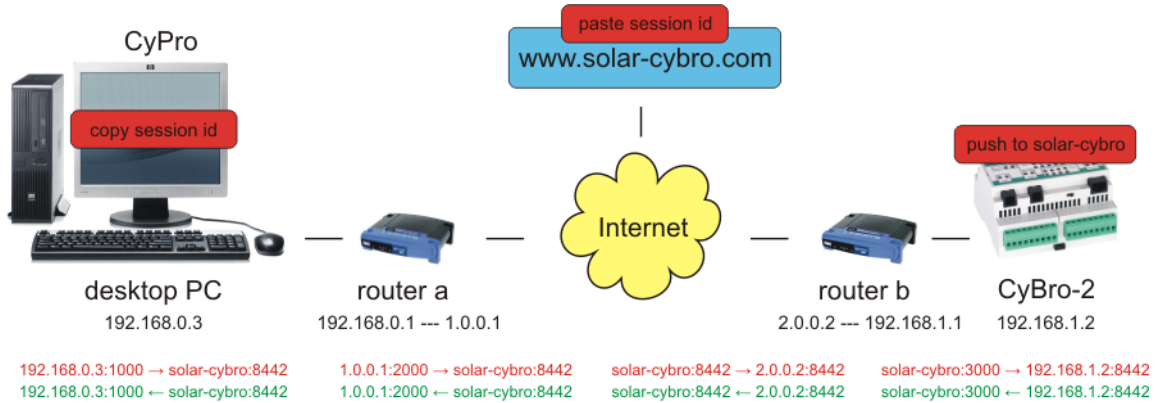 paste session id
www.solar-cybro.com
CyPro
copy session id
push to solar-cybro
Internet
desktop PC
router a
router b
CyBro-2
192.168.0.3
192.168.0.1 --- 1.0.0.1
2.0.0.2 --- 192.168.1.1
192.168.1.2
192.168.0.3:1000 → solar-cybro:8442
1.0.0.1:2000 → solar-cybro:8442
solar-cybro:8442 → 2.0.0.2:8442
solar-cybro:3000 → 192.168.1.2:8442
192.168.0.3:1000 ← solar-cybro:8442
1.0.0.1:2000 ← solar-cybro:8442
solar-cybro:8442 ← 2.0.0.2:8442
solar-cybro:3000 ← 192.168.1.2:8442